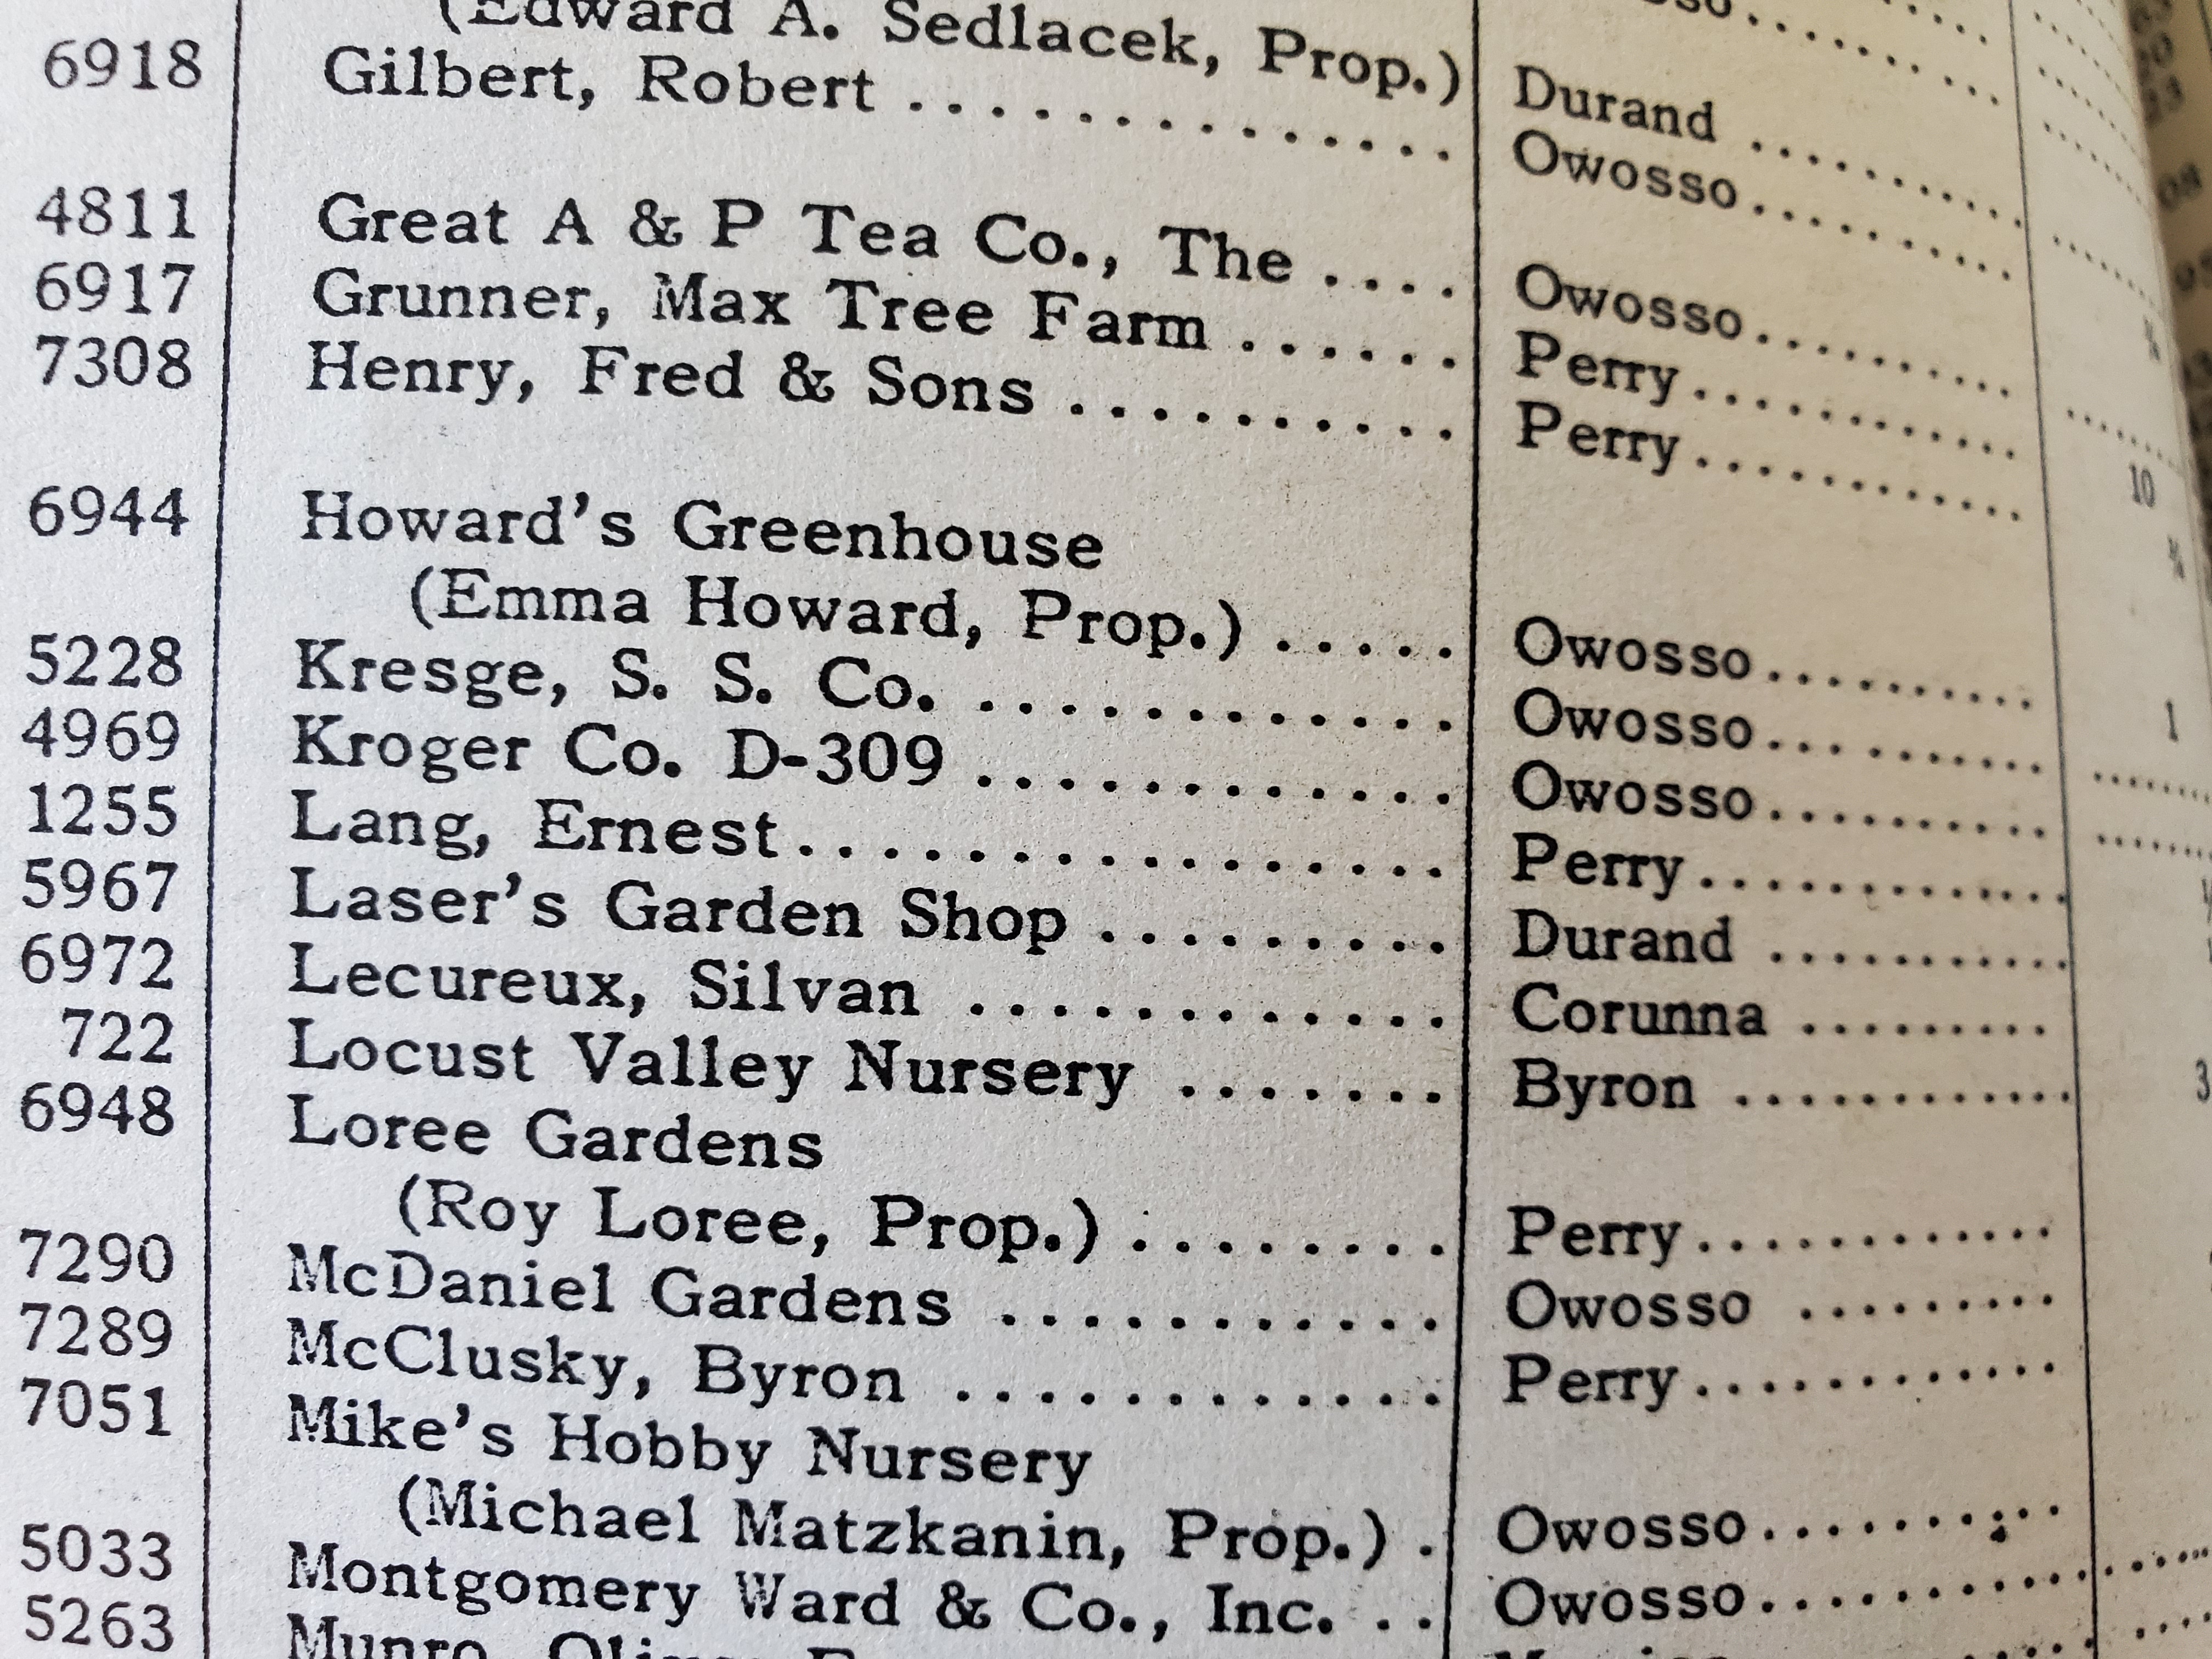 (Edward A. Sedlacek, Prop.) Durand ..........
6918 Gilbert, Robert .............. Owosso ..........
4811 Great A & P Tea Co., The .... Owosso ..........
6917 Grunner, Max Tree Farm ...... Perry ............ 10
7308 Henry, Fred & Sons .......... Perry ............
6944 Howard's Greenhouse
(Emma Howard, Prop.) ..... Owosso .......... 1
5228 Kresge, S. S. Co. ............ Owosso ..........
4969 Kroger Co. D-309 ............ Owosso ..........
1255 Lang, Ernest ................. Perry ............
5967 Laser's Garden Shop ......... Durand ..........
6972 Lecureux, Silvan ............ Corunna .........
722 Locust Valley Nursery ....... Byron ............ 3
6948 Loree Gardens
(Roy Loree, Prop.) ........ Perry ............
7290 McDaniel Gardens ........... Owosso .........
7289 McClusky, Byron ............ Perry ............
7051 Mike's Hobby Nursery
(Michael Matzkanin, Prop.) . Owosso ..........
5033 Montgomery Ward & Co., Inc. .. Owosso ..........
5263 Munro,